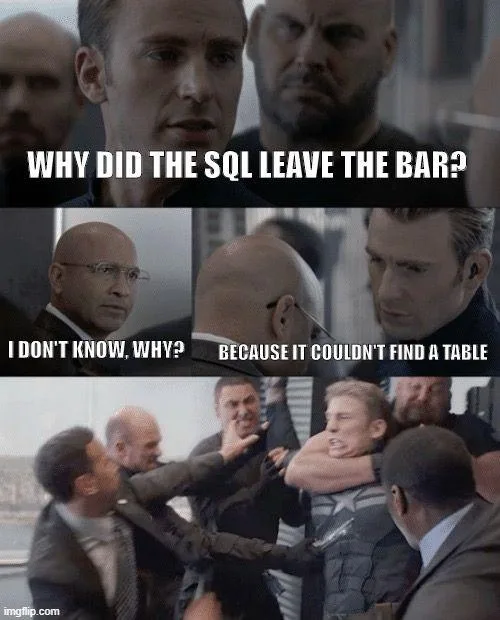 WHY DID THE SQL LEAVE THE BAR?
I DON'T KNOW, WHY?
BECAUSE IT COULDN'T FIND A TABLE
imgflip.com